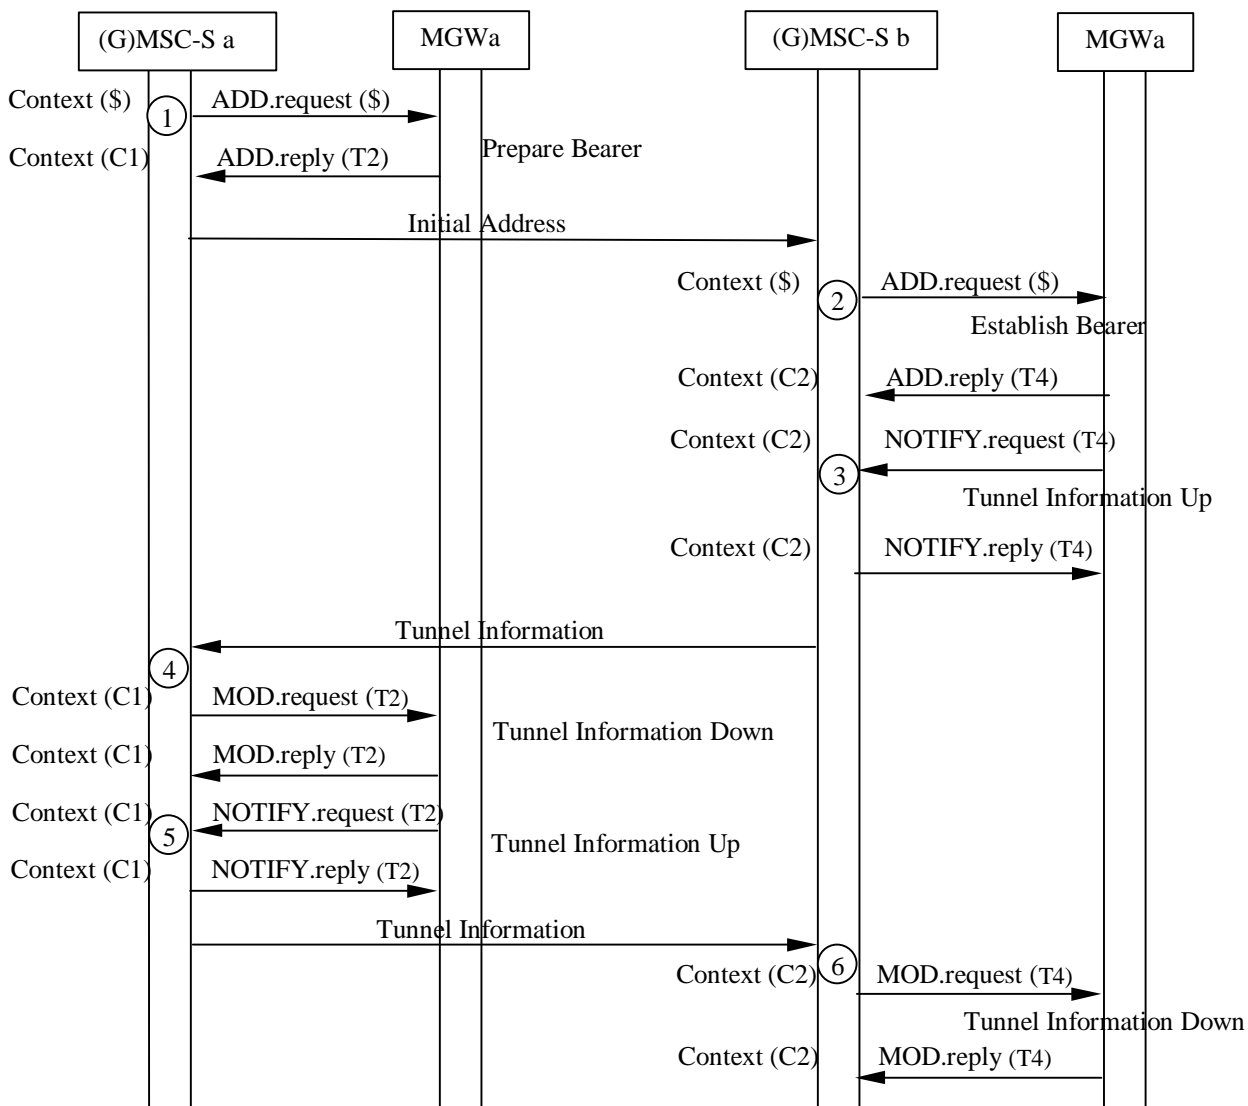 (G)MSC-S a
MGWa
(G)MSC-S b
MGWa
Context ($)
1
ADD.request ($)
Context (C1)
ADD.reply (T2)
Prepare Bearer
Initial Address
Context ($)
2
ADD.request ($)
Establish Bearer
Context (C2)
ADD.reply (T4)
Context (C2)
NOTIFY.request (T4)
3
Tunnel Information Up
Context (C2)
NOTIFY.reply (T4)
Tunnel Information
4
Context (C1)
MOD.request (T2)
Tunnel Information Down
Context (C1)
MOD.reply (T2)
Context (C1)
NOTIFY.request (T2)
5
Tunnel Information Up
Context (C1)
NOTIFY.reply (T2)
Tunnel Information
6
Context (C2)
MOD.request (T4)
Tunnel Information Down
Context (C2)
MOD.reply (T4)